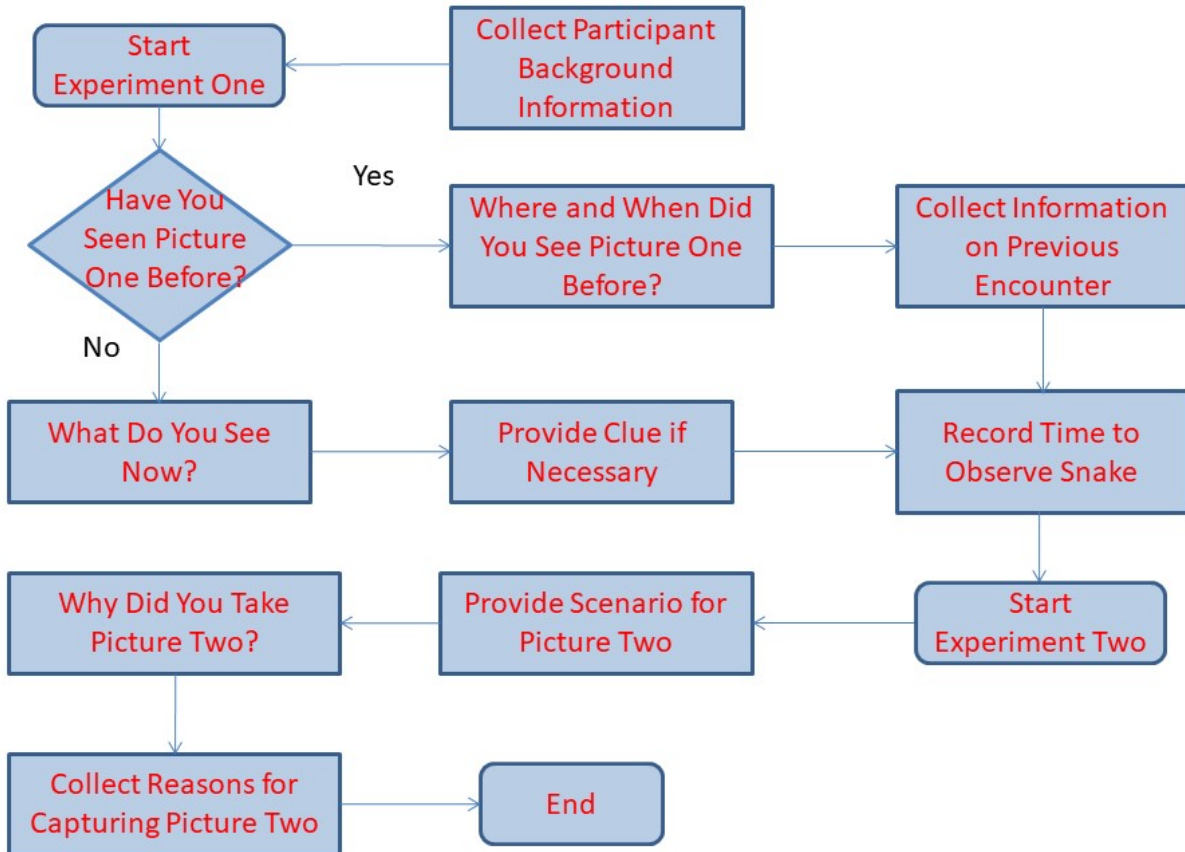 Start
Experiment One
Collect Participant
Background
Information
Have You
Seen Picture
One Before?
Yes
Where and When Did
You See Picture One
Before?
Collect Information
on Previous
Encounter
No
What Do You See
Now?
Provide Clue if
Necessary
Record Time to
Observe Snake
Why Did You Take
Picture Two?
Provide Scenario for
Picture Two
Start
Experiment Two
Collect Reasons for
Capturing Picture Two
End